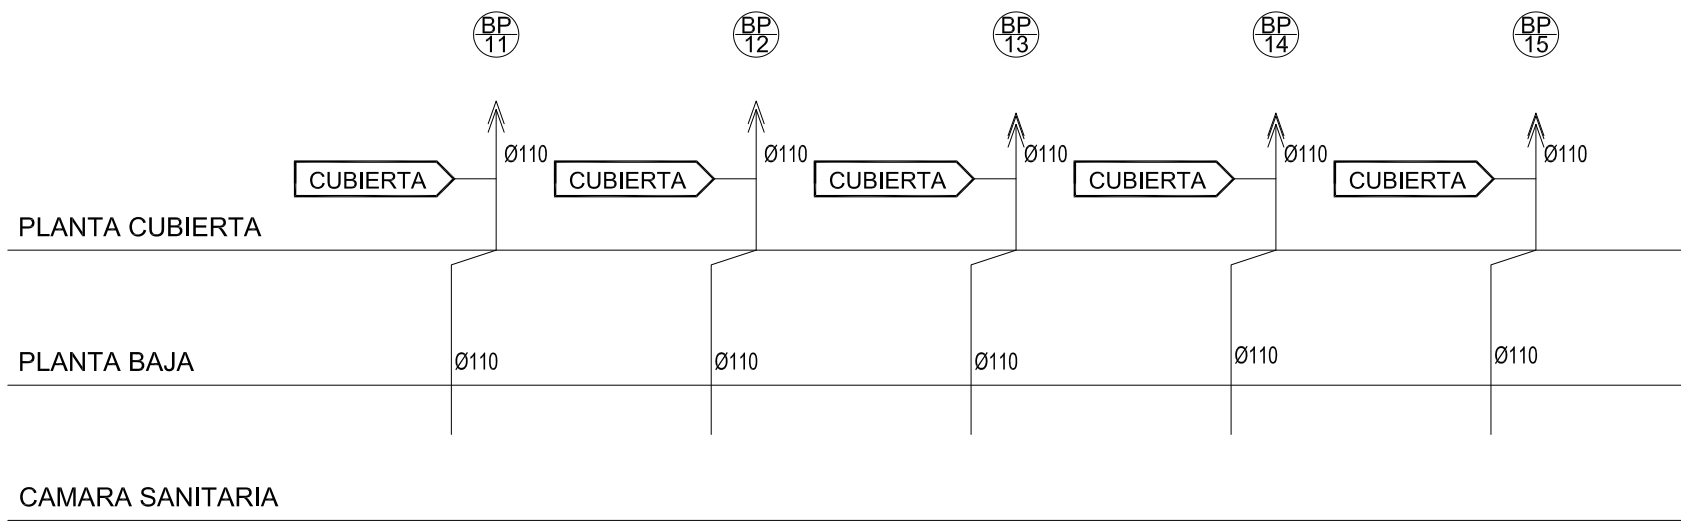 BP BP BP BP BP
11 12 13 14 15
Ø110 Ø110 Ø110 Ø110 Ø110
CUBIERTA CUBIERTA CUBIERTA CUBIERTA CUBIERTA
PLANTA CUBIERTA
PLANTA BAJA Ø110 Ø110 Ø110 Ø110 Ø110
CAMARA SANITARIA